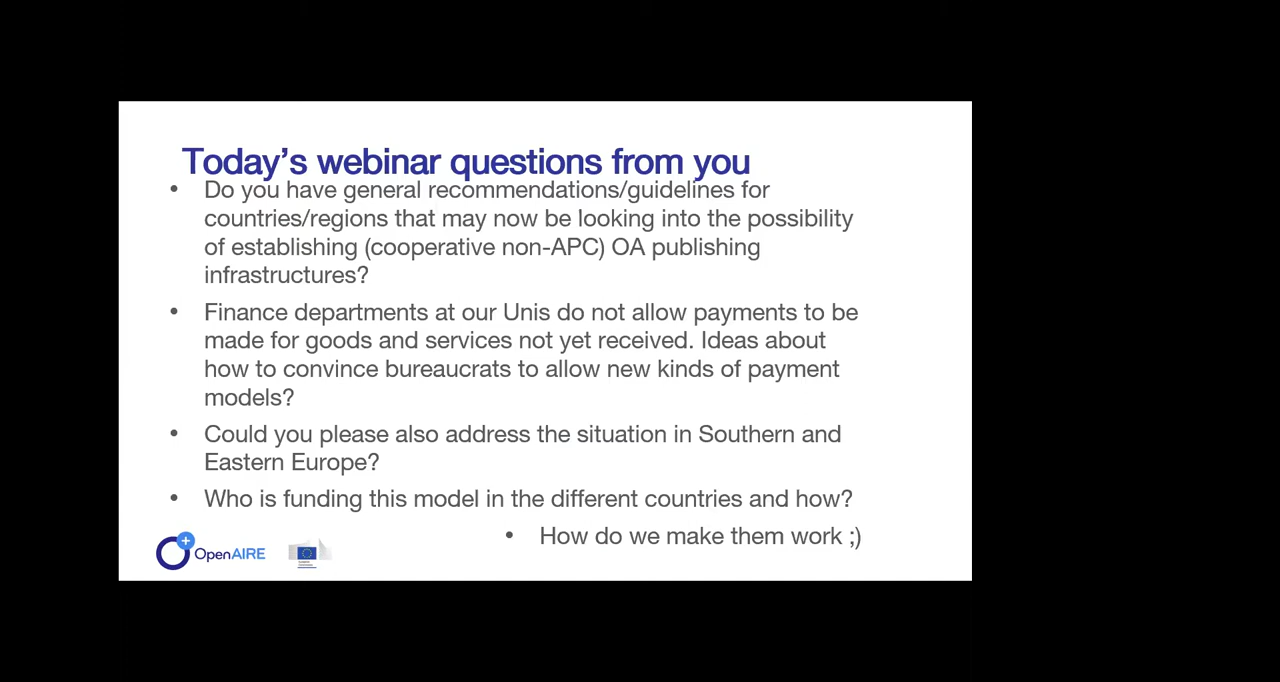 Today's webinar questions from you
• Do you have general recommendations/guidelines for
countries/regions that may now be looking into the possibility
of establishing (cooperative non-APC) OA publishing
infrastructures?
• Finance departments at our Unis do not allow payments to be
made for goods and services not yet received. Ideas about
how to convince bureaucrats to allow new kinds of payment
models?
• Could you please also address the situation in Southern and
Eastern Europe?
• Who is funding this model in the different countries and how?
• How do we make them work ;)
OpenAIRE